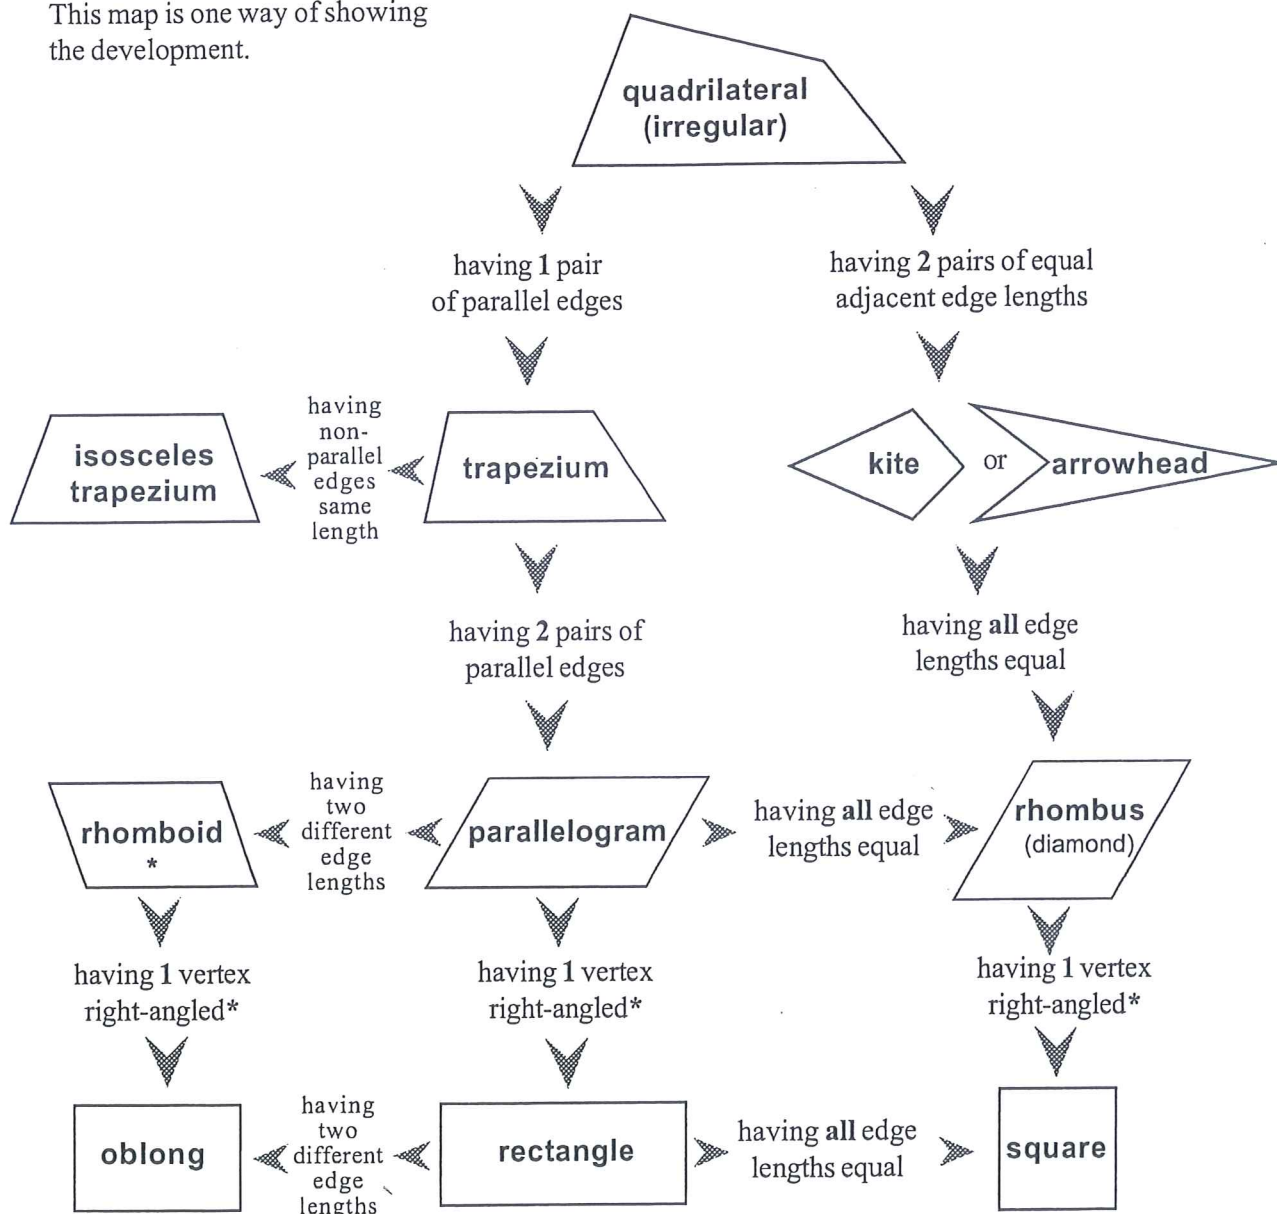 This map is one way of showing
the development.
quadrilateral
(irregular)
having 1 pair
of parallel edges
having 2 pairs of equal
adjacent edge lengths
isosceles
trapezium
having
non-
parallel
edges
same
length
trapezium
kite
or
arrowhead
having 2 pairs of
parallel edges
having all edge
lengths equal
rhomboid
*
having
two
different
edge
lengths
parallelogram
having all edge
lengths equal
rhombus
(diamond)
having 1 vertex
right-angled*
having 1 vertex
right-angled*
having 1 vertex
right-angled*
oblong
having
two
different
edge
lengths
rectangle
having all edge
lengths equal
square